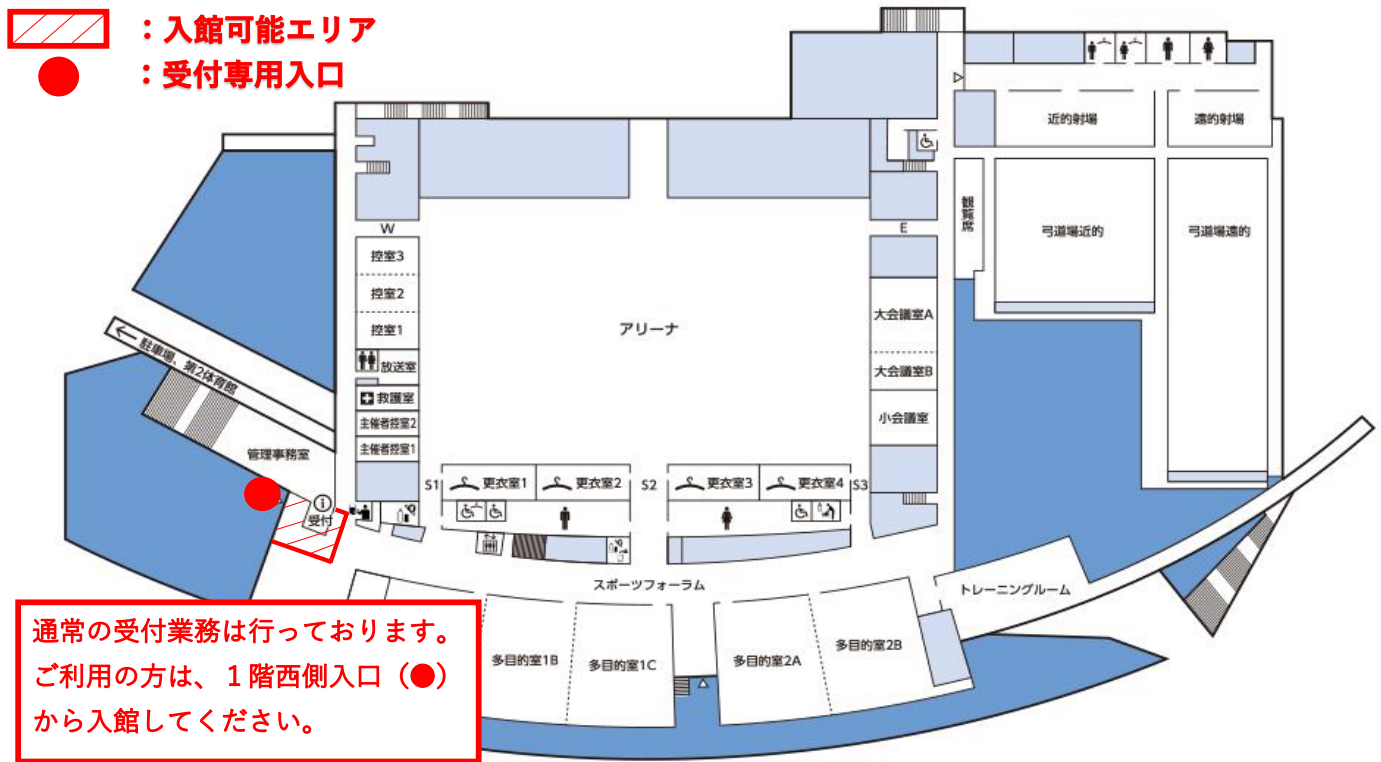 ：入館可能エリア
：受付専用入口
近的射場
遠的射場
観覧席
弓道場近的
弓道場遠的
W
E
控室3
控室2
控室1
放送室
救護室
主催者控室2
主催者控室1
アリーナ
大会議室A
大会議室B
小会議室
← 駐車場、第2体育館
管理事務室
i
受付
S1
更衣室1
更衣室2
S2
更衣室3
更衣室4
S3
スポーツフォーラム
トレーニングルーム
多目的室1B
多目的室1C
多目的室2A
多目的室2B
通常の受付業務は行っております。
ご利用の方は、１階西側入口（●）
から入館してください。